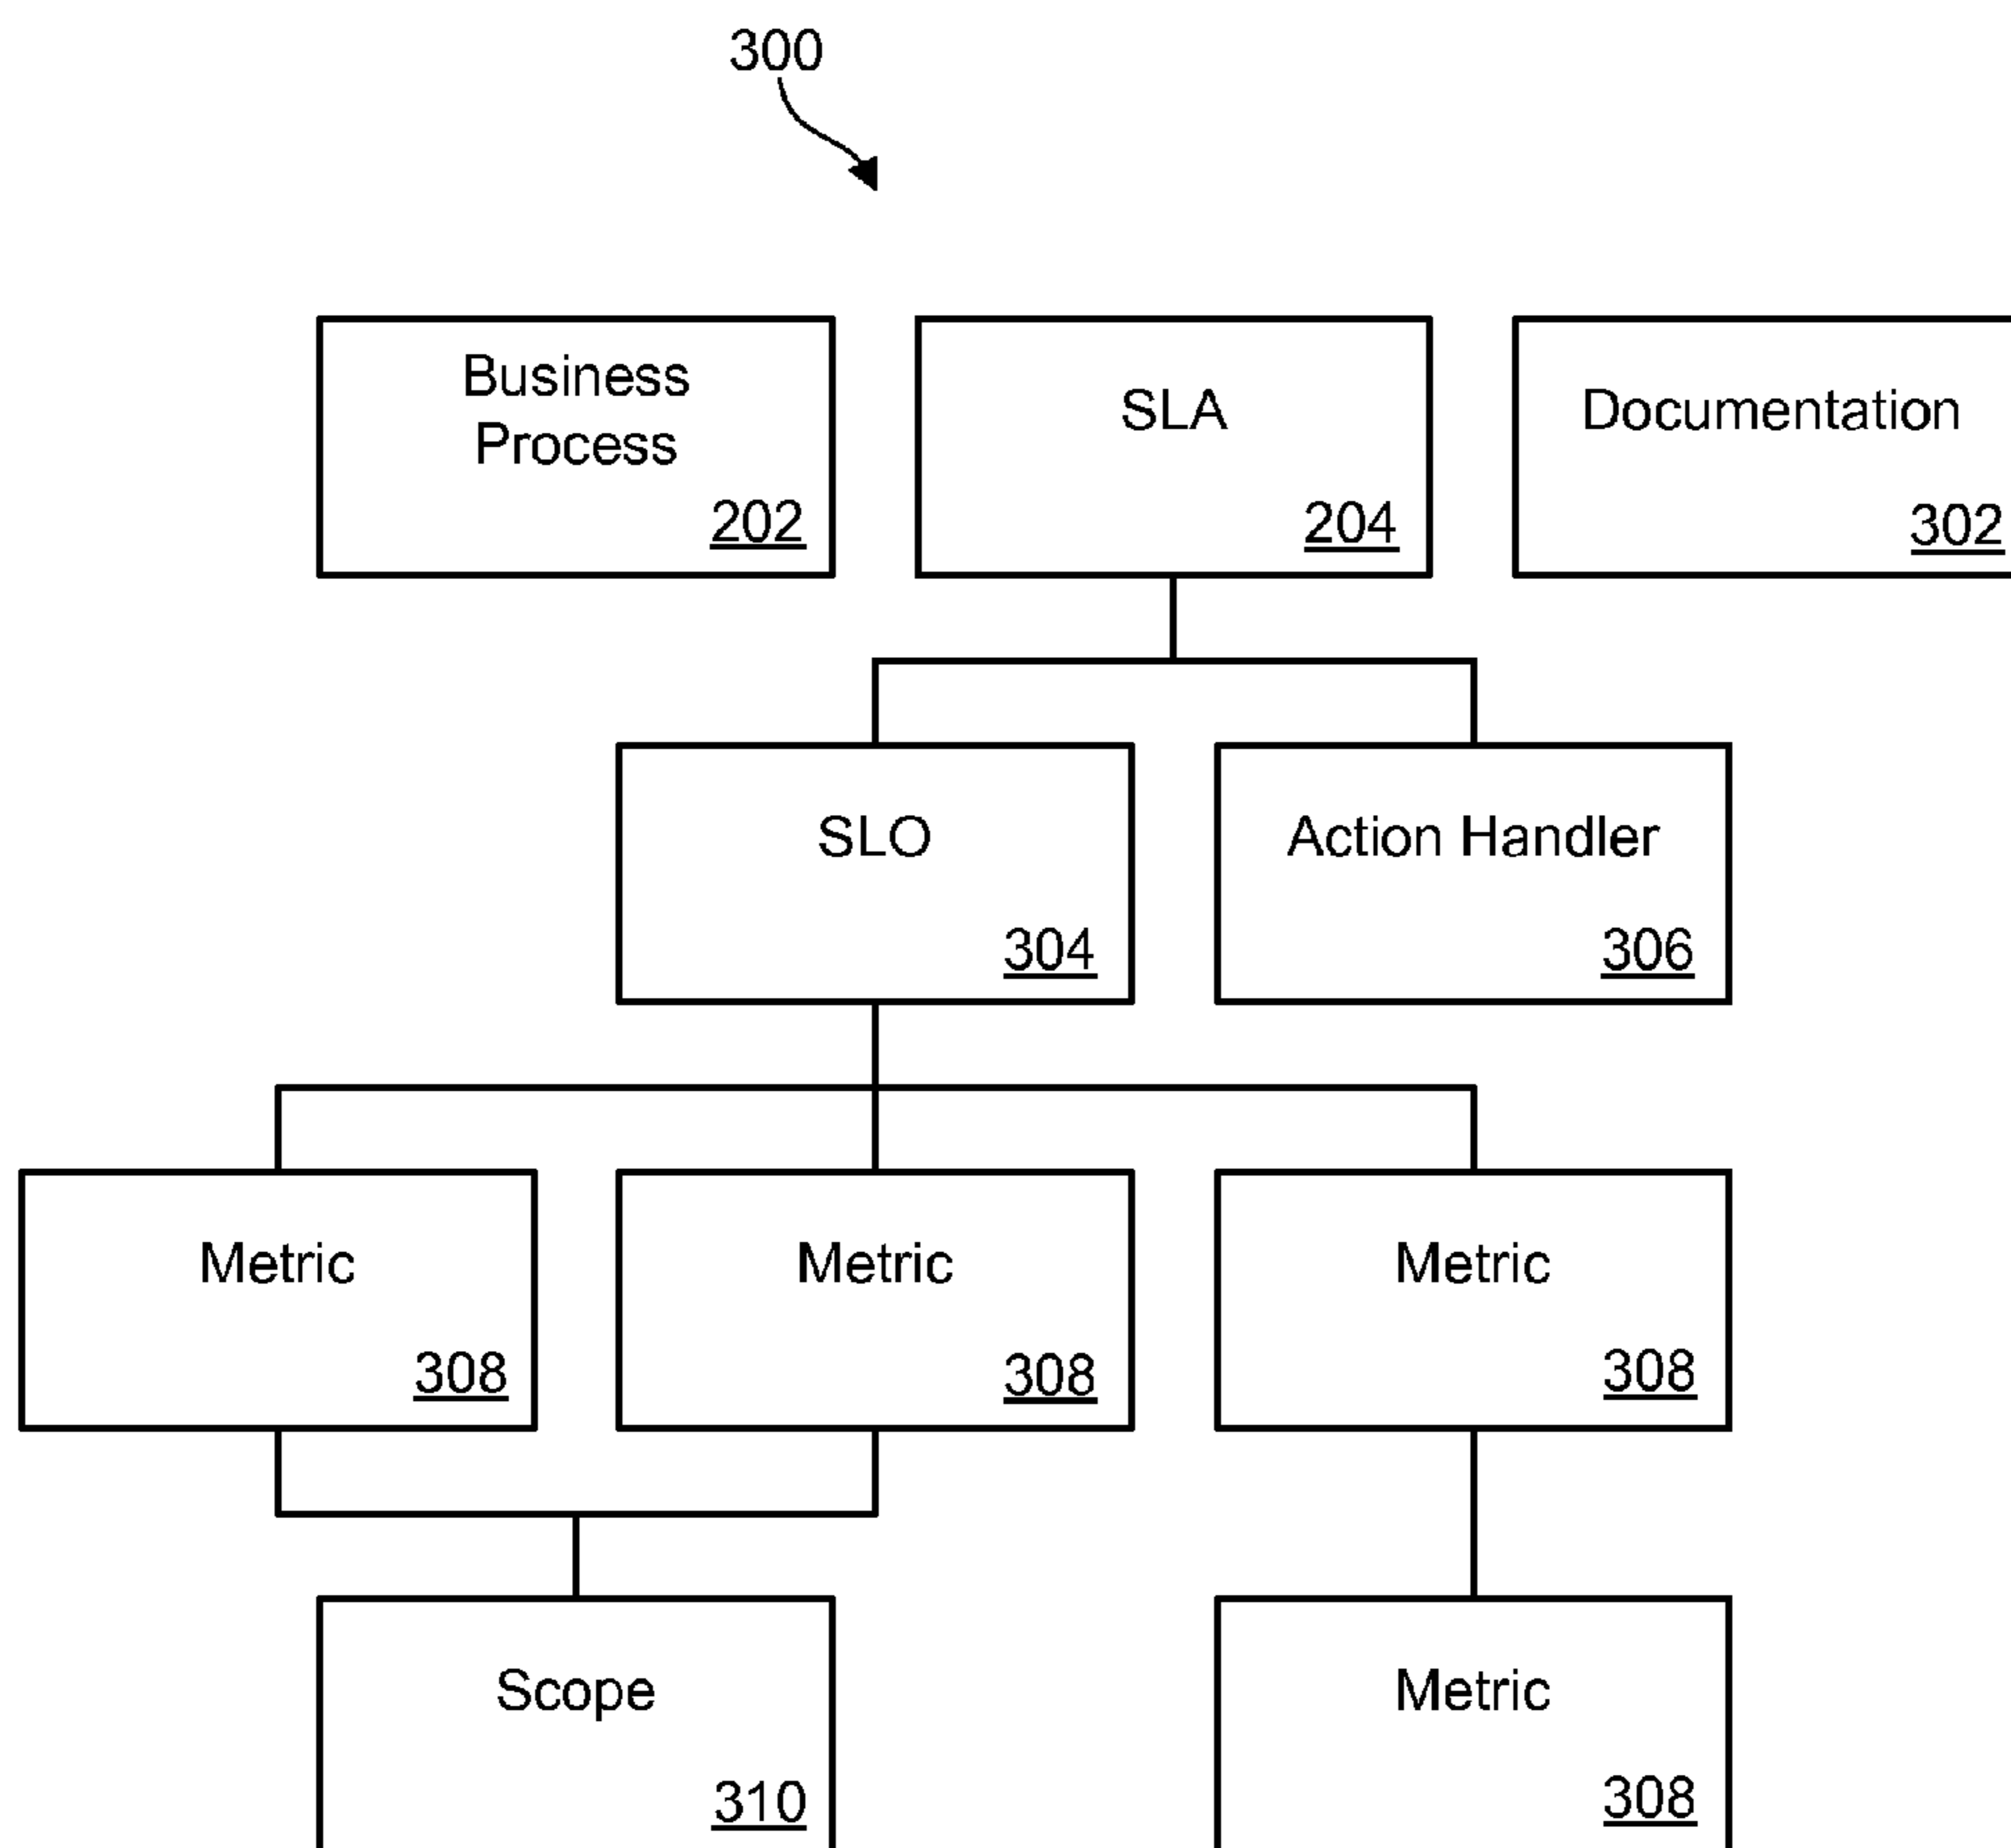 300
Business
Process
202
SLA
204
Documentation
302
SLO
304
Action Handler
306
Metric
308
Metric
308
Metric
308
Scope
310
Metric
308